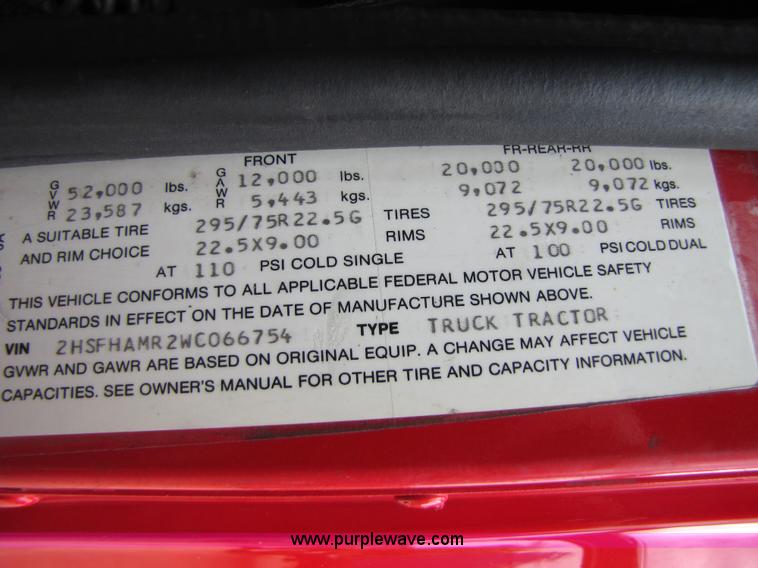 FRONT FR-REAR-RR
GVWR 52,000 lbs. GAWR 12,000 lbs. 20,000 20,000 lbs.
23,587 kgs. 5,443 kgs. 9,072 9,072 kgs.
A SUITABLE TIRE 295/75R22.5G TIRES 295/75R22.5G TIRES
AND RIM CHOICE 22.5X9.00 RIMS 22.5X9.00 RIMS
AT 110 PSI COLD SINGLE AT 100 PSI COLD DUAL
THIS VEHICLE CONFORMS TO ALL APPLICABLE FEDERAL MOTOR VEHICLE SAFETY
STANDARDS IN EFFECT ON THE DATE OF MANUFACTURE SHOWN ABOVE.
VIN 2HSFHAMR2WC066754 TYPE TRUCK TRACTOR
GVWR AND GAWR ARE BASED ON ORIGINAL EQUIP. A CHANGE MAY AFFECT VEHICLE
CAPACITIES. SEE OWNER'S MANUAL FOR OTHER TIRE AND CAPACITY INFORMATION.
www.purplewave.com